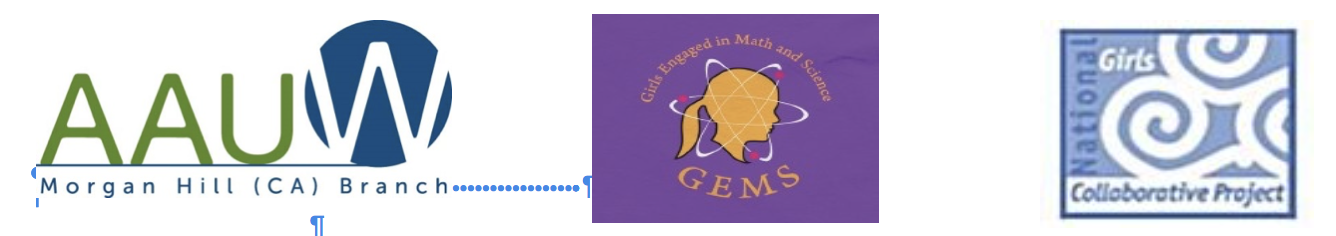 AAUW
Morgan Hill (CA) Branch
Girls Engaged in Math and Science
GEMS
National
Girls
Collaborative Project